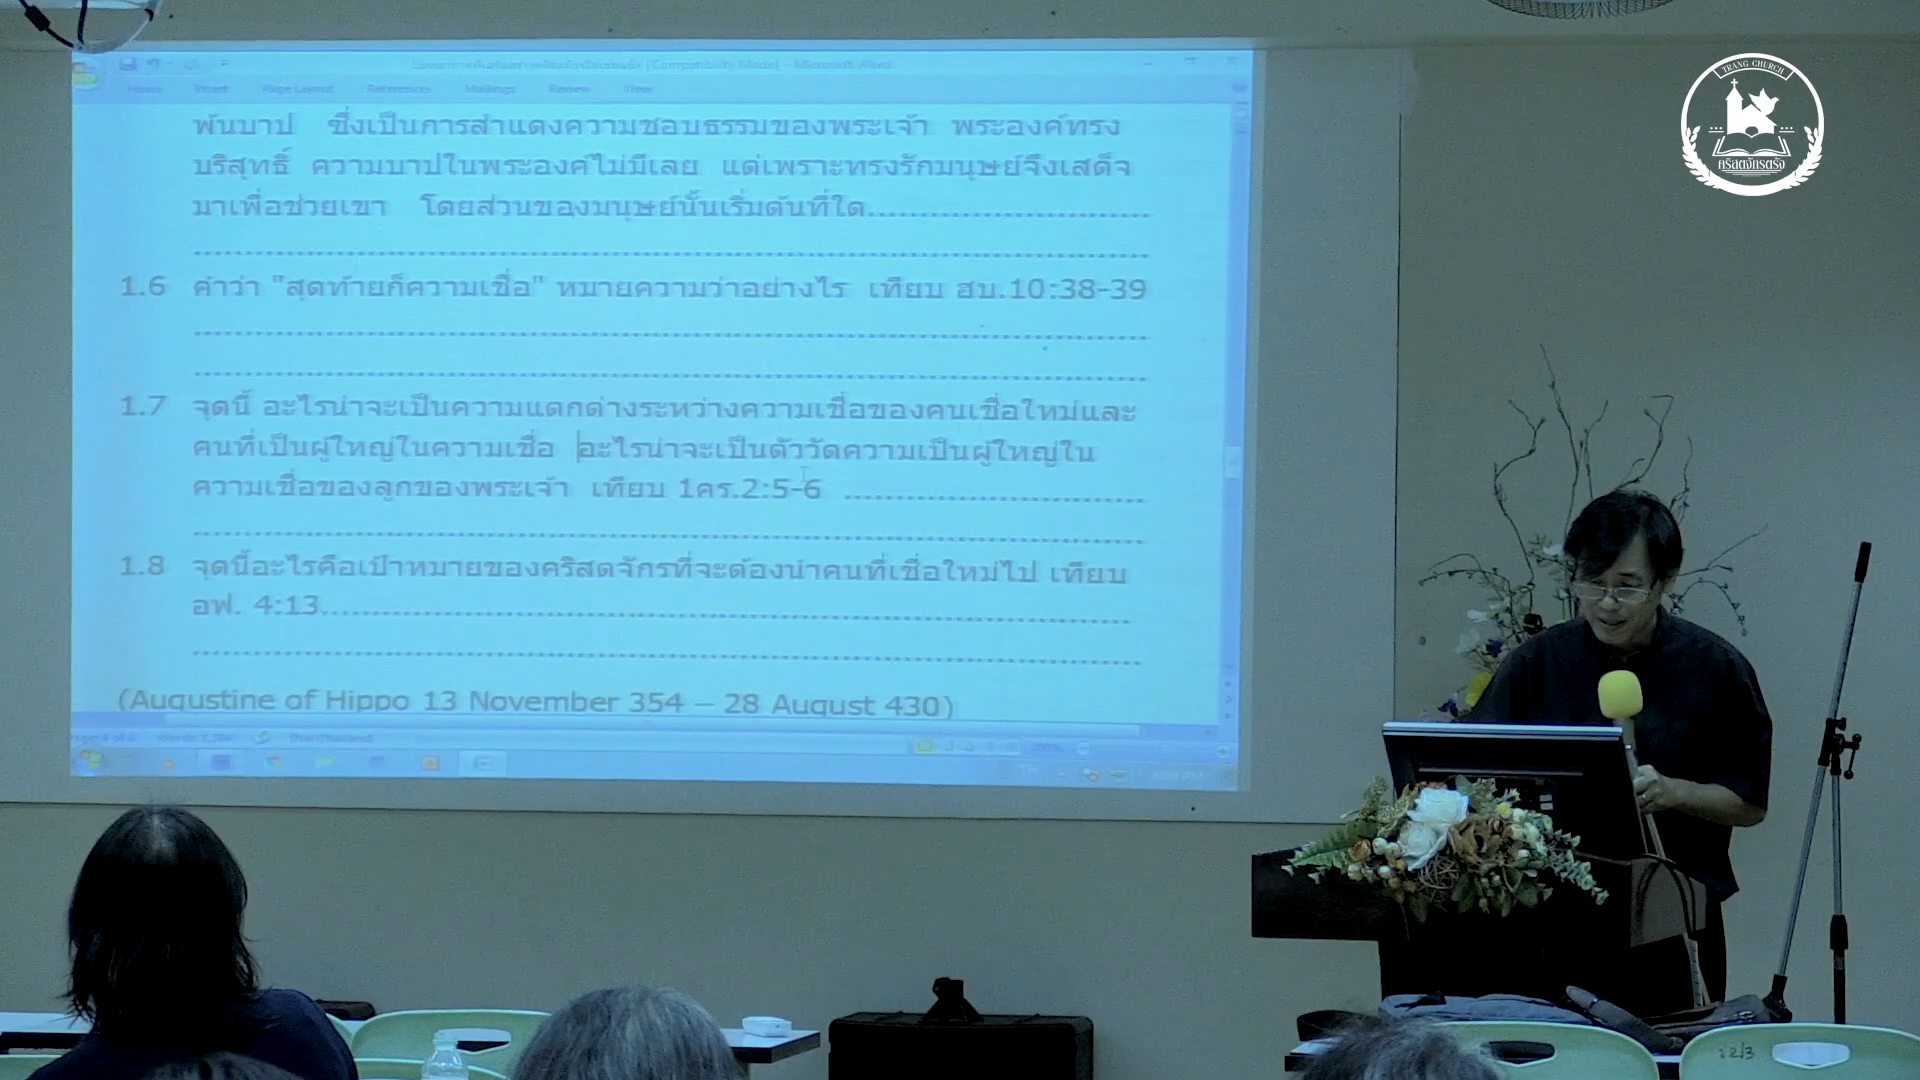 [Compatibility Mode] - Microsoft Word
Home Insert Page Layout References Mailings Review View
TRANG CHURCH
คริสตจักรตรัง
พ้นบาป ซึ่งเป็นการสำแดงความชอบธรรมของพระเจ้า พระองค์ทรง
บริสุทธิ์ ความบาปในพระองค์ไม่มีเลย แต่เพราะทรงรักมนุษย์จึงเสด็จ
มาเพื่อช่วยเขา โดยส่วนของมนุษย์นั้นเริ่มต้นที่ใด
1.6 คำว่า "สุดท้ายก็ความเชื่อ" หมายความว่าอย่างไร เทียบ ฮบ.10:38-39
1.7 จุดนี้ อะไรน่าจะเป็นความแตกต่างระหว่างความเชื่อของคนเชื่อใหม่และ
คนที่เป็นผู้ใหญ่ในความเชื่อ อะไรน่าจะเป็นตัววัดความเป็นผู้ใหญ่ใน
ความเชื่อของลูกของพระเจ้า เทียบ 1คร.2:5-6
1.8 จุดนี้อะไรคือเป้าหมายของคริสตจักรที่จะต้องนำคนที่เชื่อใหม่ไป เทียบ
อฟ. 4:13
(Augustine of Hippo 13 November 354 – 28 August 430)
Thai (Thailand) 200%
12/3